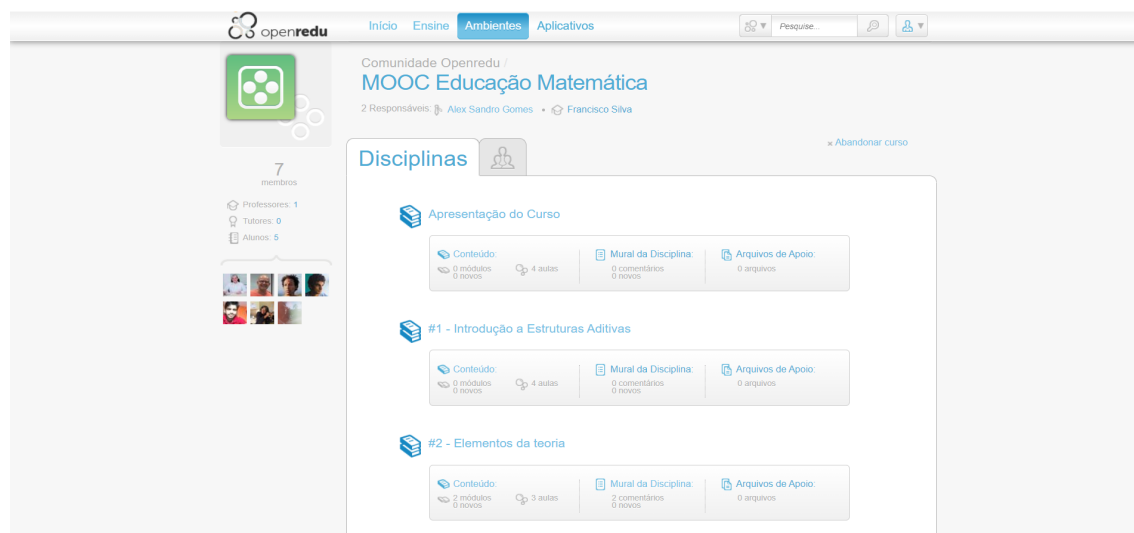 openredu
Início Ensine Ambientes Aplicativos
Pesquise...
Comunidade Openredu /
MOOC Educação Matemática
2 Responsáveis: Alex Sandro Gomes • Francisco Silva
× Abandonar curso
Disciplinas
7
membros
Professores: 1
Tutores: 0
Alunos: 5
Apresentação do Curso
Conteúdo: Mural da Disciplina: Arquivos de Apoio:
0 módulos 4 aulas 0 comentários 0 arquivos
0 novos 0 novos
#1 - Introdução a Estruturas Aditivas
Conteúdo: Mural da Disciplina: Arquivos de Apoio:
0 módulos 4 aulas 0 comentários 0 arquivos
0 novos 0 novos
#2 - Elementos da teoria
Conteúdo: Mural da Disciplina: Arquivos de Apoio:
2 módulos 3 aulas 2 comentários 0 arquivos
0 novos 0 novos